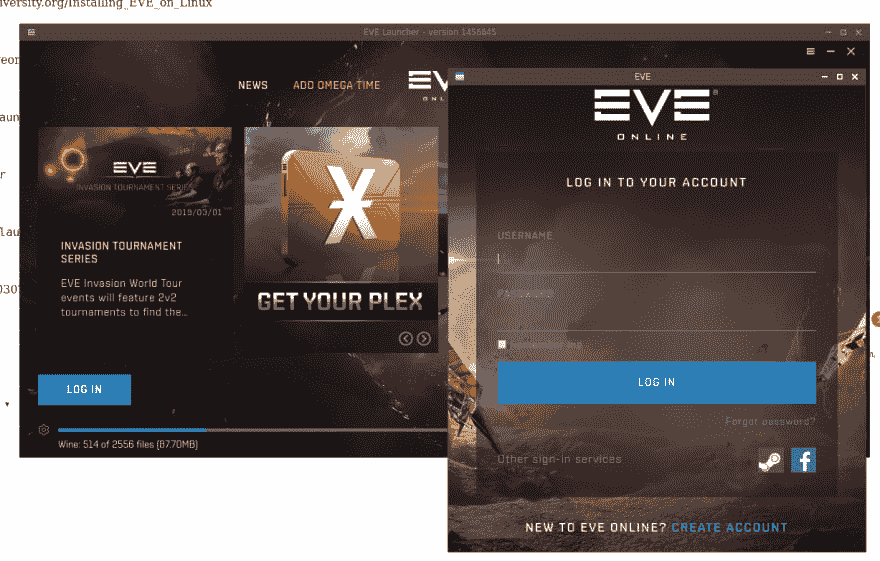 iversity.org/Installing_EVE_on_Linux
EVE Launcher - version 1456845
NEWS
ADD OMEGA TIME
EVE
INVASION TOURNAMENT SERIES
2019/03/01
INVASION TOURNAMENT
SERIES
EVE Invasion World Tour
events will feature 2v2
tournaments to find the...
GET YOUR PLEX
LOG IN
Wine: 514 of 2556 files (87.70MB)
EVE
EVE
ONLINE
LOG IN TO YOUR ACCOUNT
USERNAME
PASSWORD
LOG IN
Forgot password?
Other sign-in services
NEW TO EVE ONLINE? CREATE ACCOUNT